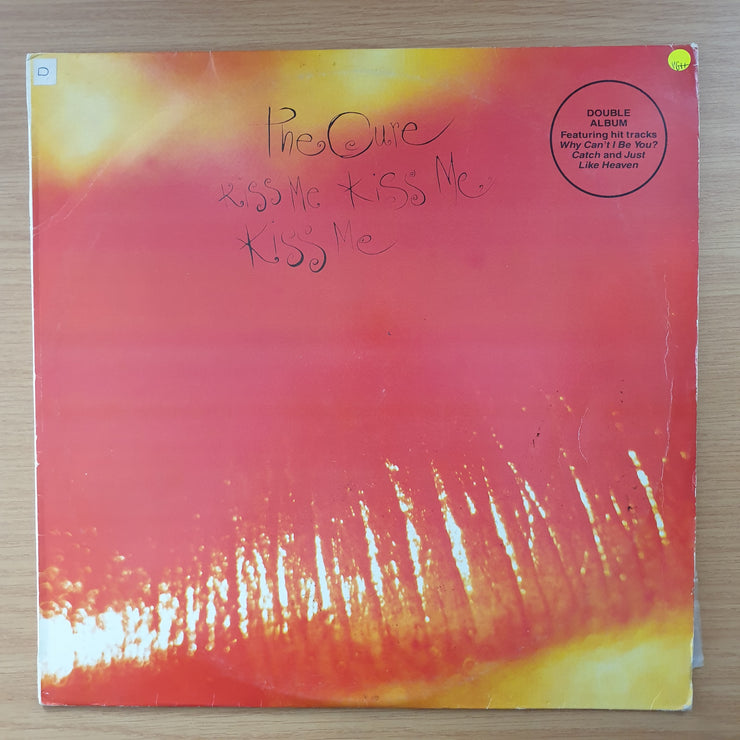 D
VG++
The Cure
Kiss Me Kiss Me
Kiss Me
DOUBLE
ALBUM
Featuring hit tracks
Why Can't I Be You?
Catch and Just
Like Heaven